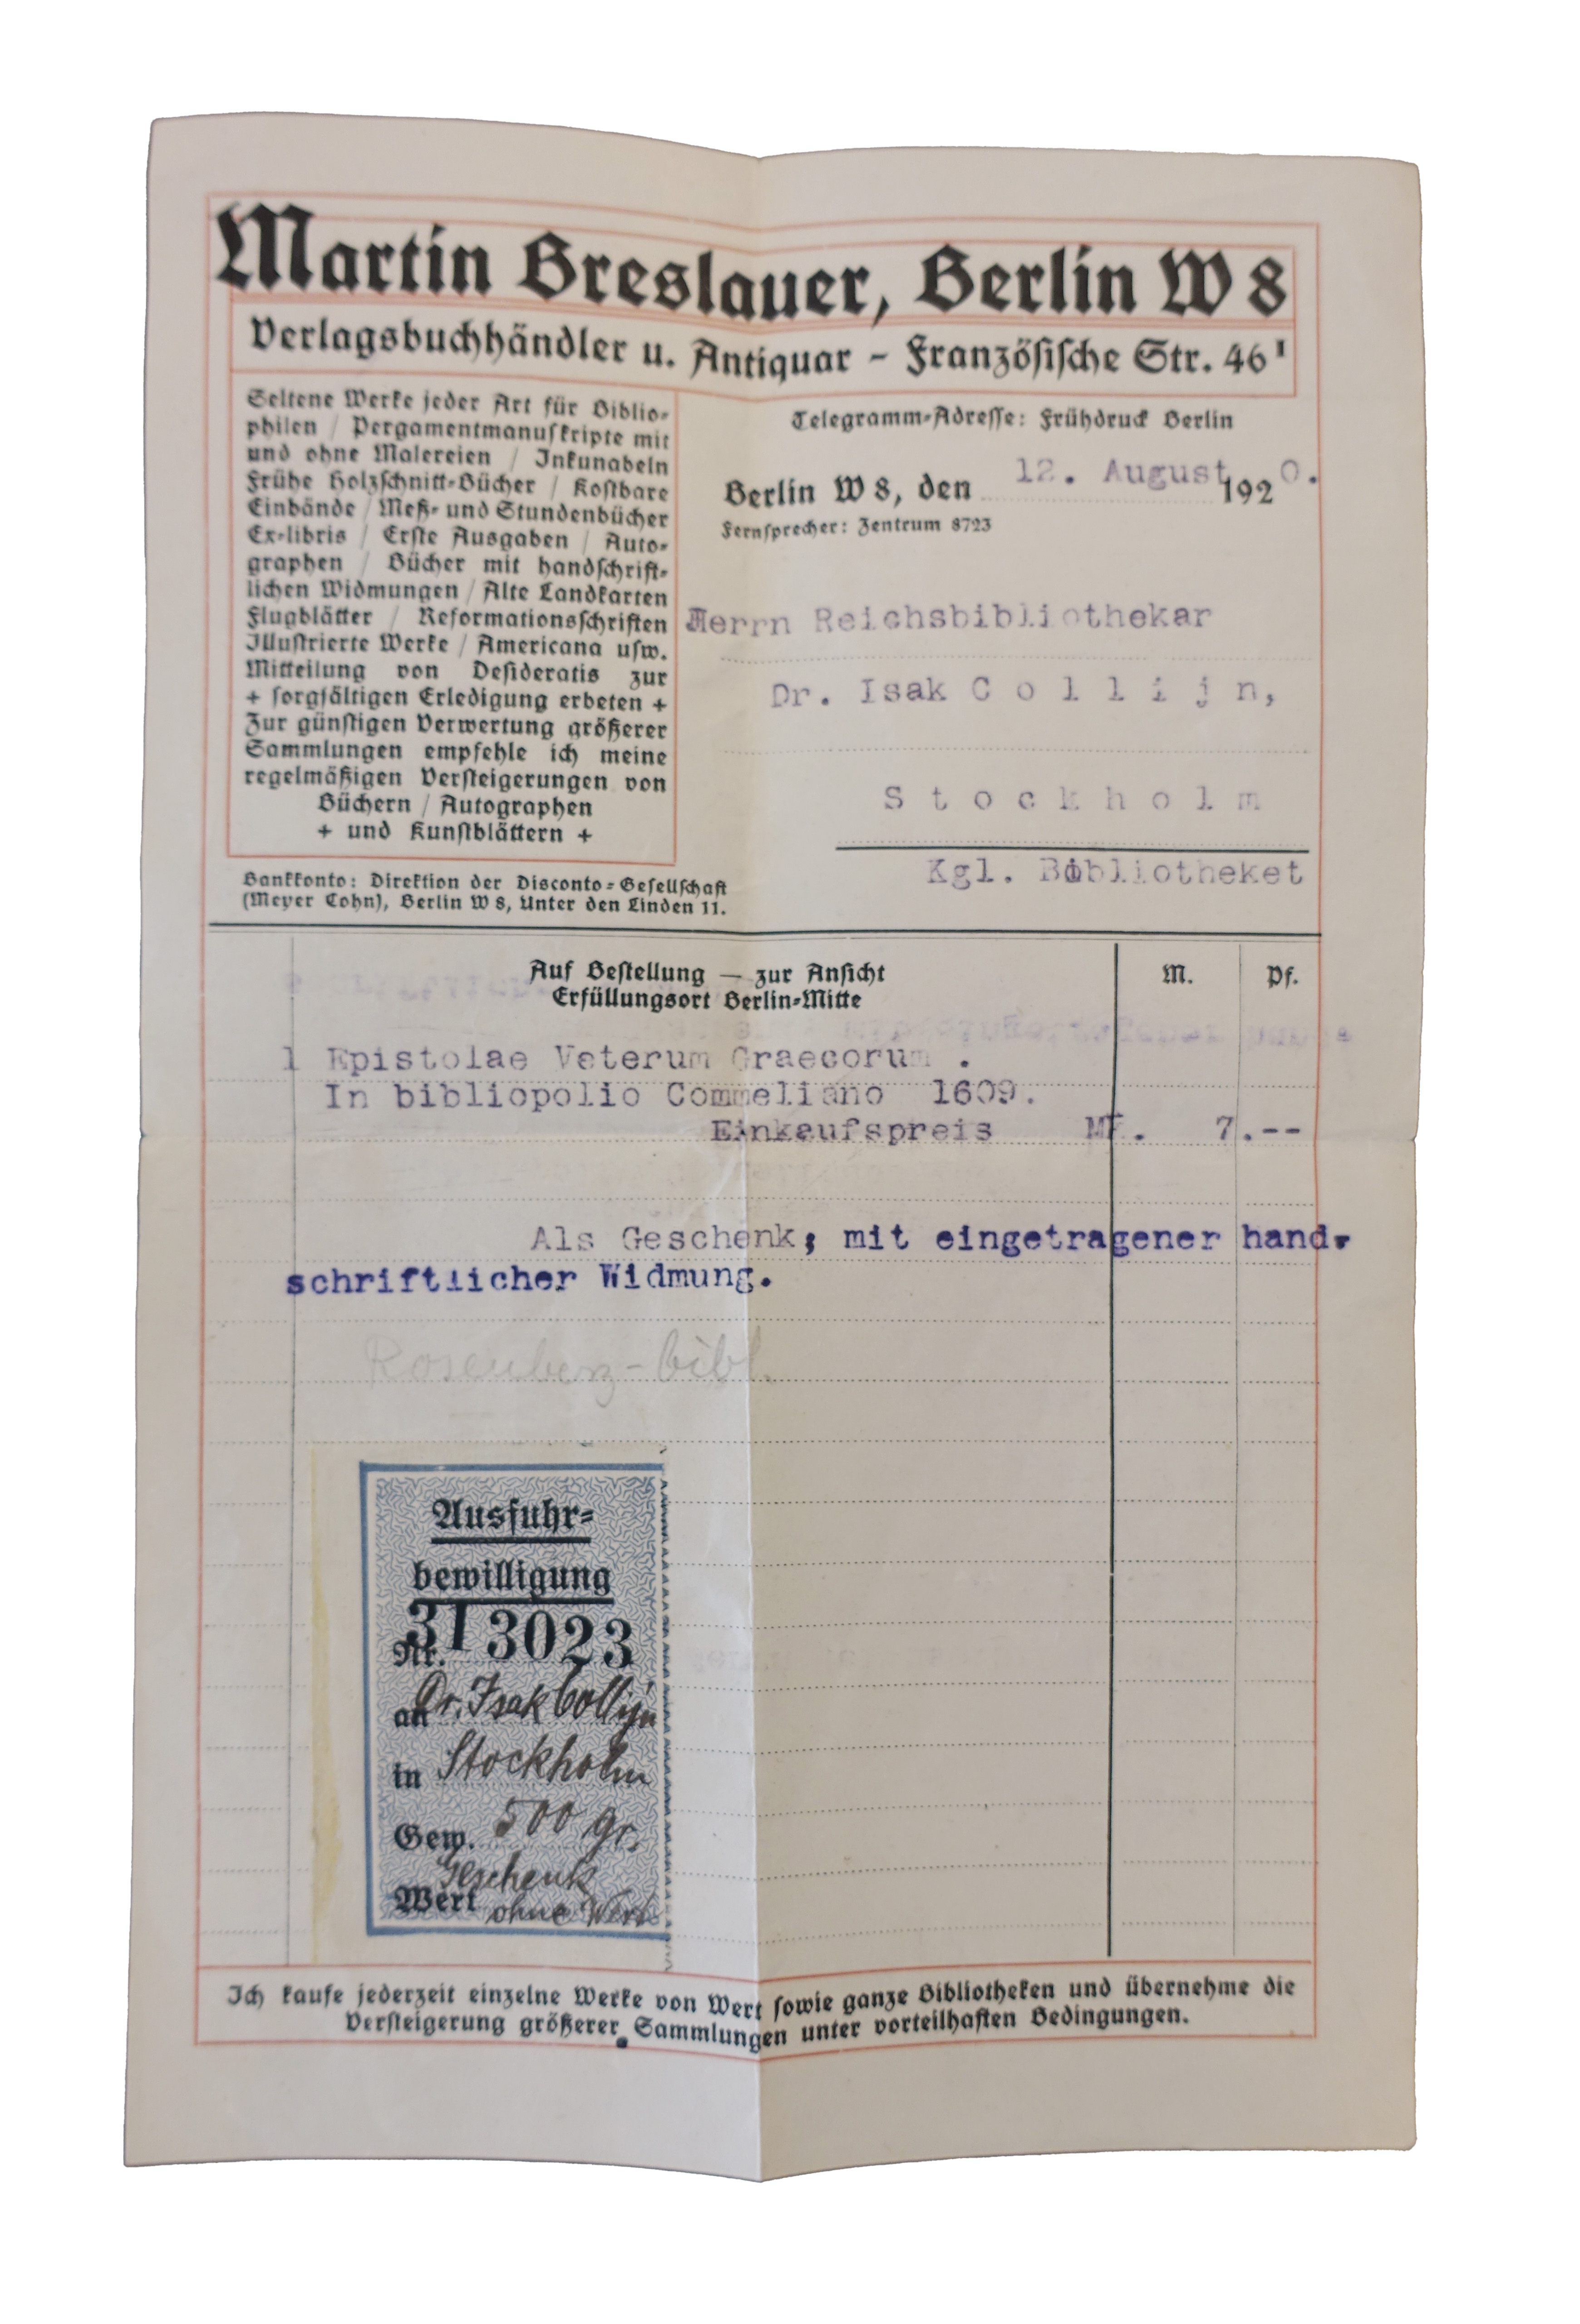 Martin Breslauer, Berlin W 8
Verlagsbuchhändler u. Antiquar – Französische Str. 46 I
Seltene Werke jeder Art für Biblio-
philen / Pergamentmanuskripte mit
und ohne Malereien / Inkunabeln
Frühe Holzschnitt-Bücher / Kostbare
Einbände / Meß- und Stundenbücher
Ex-libris / Erste Ausgaben / Auto-
graphen / Bücher mit handschrift-
lichen Widmungen / Alte Landkarten
Flugblätter / Reformationsschriften
Illustrierte Werke / Americana usw.
Mitteilung von Desideratis zur
+ sorgfältigen Erledigung erbeten +
Zur günstigen Verwertung größerer
Sammlungen empfehle ich meine
regelmäßigen Versteigerungen von
Büchern / Autographen
+ und Kunstblättern +
Bankkonto: Direktion der Disconto-Gesellschaft
(Meyer Cohn), Berlin W 8, Unter den Linden 11.
Telegramm-Adresse: Frühdruck Berlin
Berlin W 8, den 12. August 1920.
Fernsprecher: Zentrum 8723
Herrn Reichsbibliothekar
Dr. Isak C o l l i j n,
S t o c k h o l m
Kgl. Bibliotheket
Auf Bestellung — zur Ansicht
Erfüllungsort Berlin-Mitte
M. Pf.
1 Epistolae Veterum Graecorum .
In bibliopolio Commeliano 1609.
Einkaufspreis Mk. 7.--
Als Geschenk; mit eingetragener hand-
schriftlicher Widmung.
Rosenberg-bibl.
Ausfuhr-
bewilligung
Nr. 313023
an Dr. Isak Collijn
in Stockholm
Gew. 500 gr.
Geschenk
Wert ohne Wert
Ich kaufe jederzeit einzelne Werke von Wert sowie ganze Bibliotheken und übernehme die
Versteigerung größerer Sammlungen unter vorteilhaften Bedingungen.